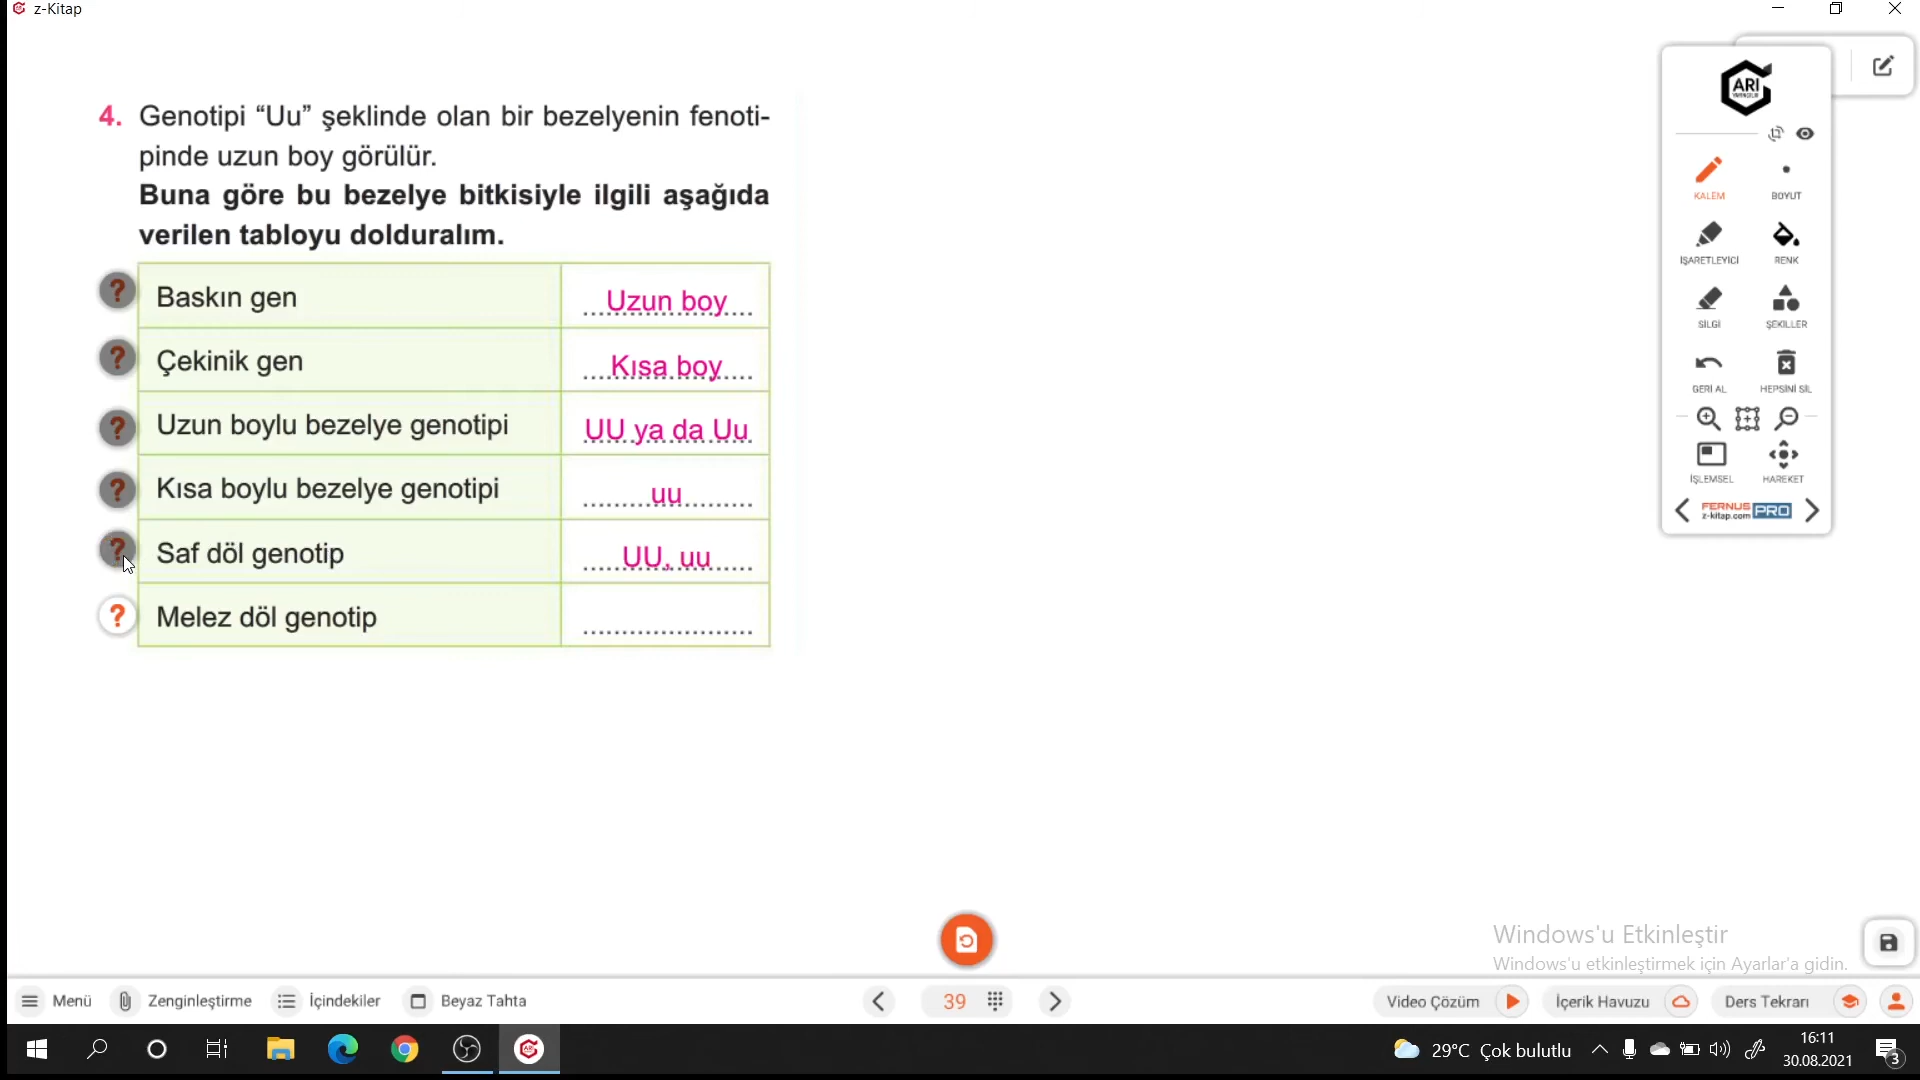 z-Kitap
4. Genotipi “Uu” şeklinde olan bir bezelyenin fenoti-
pinde uzun boy görülür.
Buna göre bu bezelye bitkisiyle ilgili aşağıda
verilen tabloyu dolduralım.
? Baskın gen Uzun boy
? Çekinik gen Kısa boy
? Uzun boylu bezelye genotipi UU ya da Uu
? Kısa boylu bezelye genotipi uu
? Saf döl genotip UU, uu
? Melez döl genotip .....................
ARI
YAYINCILIK
KALEM BOYUT
İŞARETLEYİCİ RENK
SİLGİ ŞEKİLLER
GERİ AL HEPSİNİ SİL
İŞLEMSEL HAREKET
FERNUS
z-kitap.com PRO
Windows'u Etkinleştir
Windows'u etkinleştirmek için Ayarlar'a gidin.
Menü Zenginleştirme İçindekiler Beyaz Tahta 39 Video Çözüm İçerik Havuzu Ders Tekrarı
29°C Çok bulutlu 16:11
30.08.2021 3